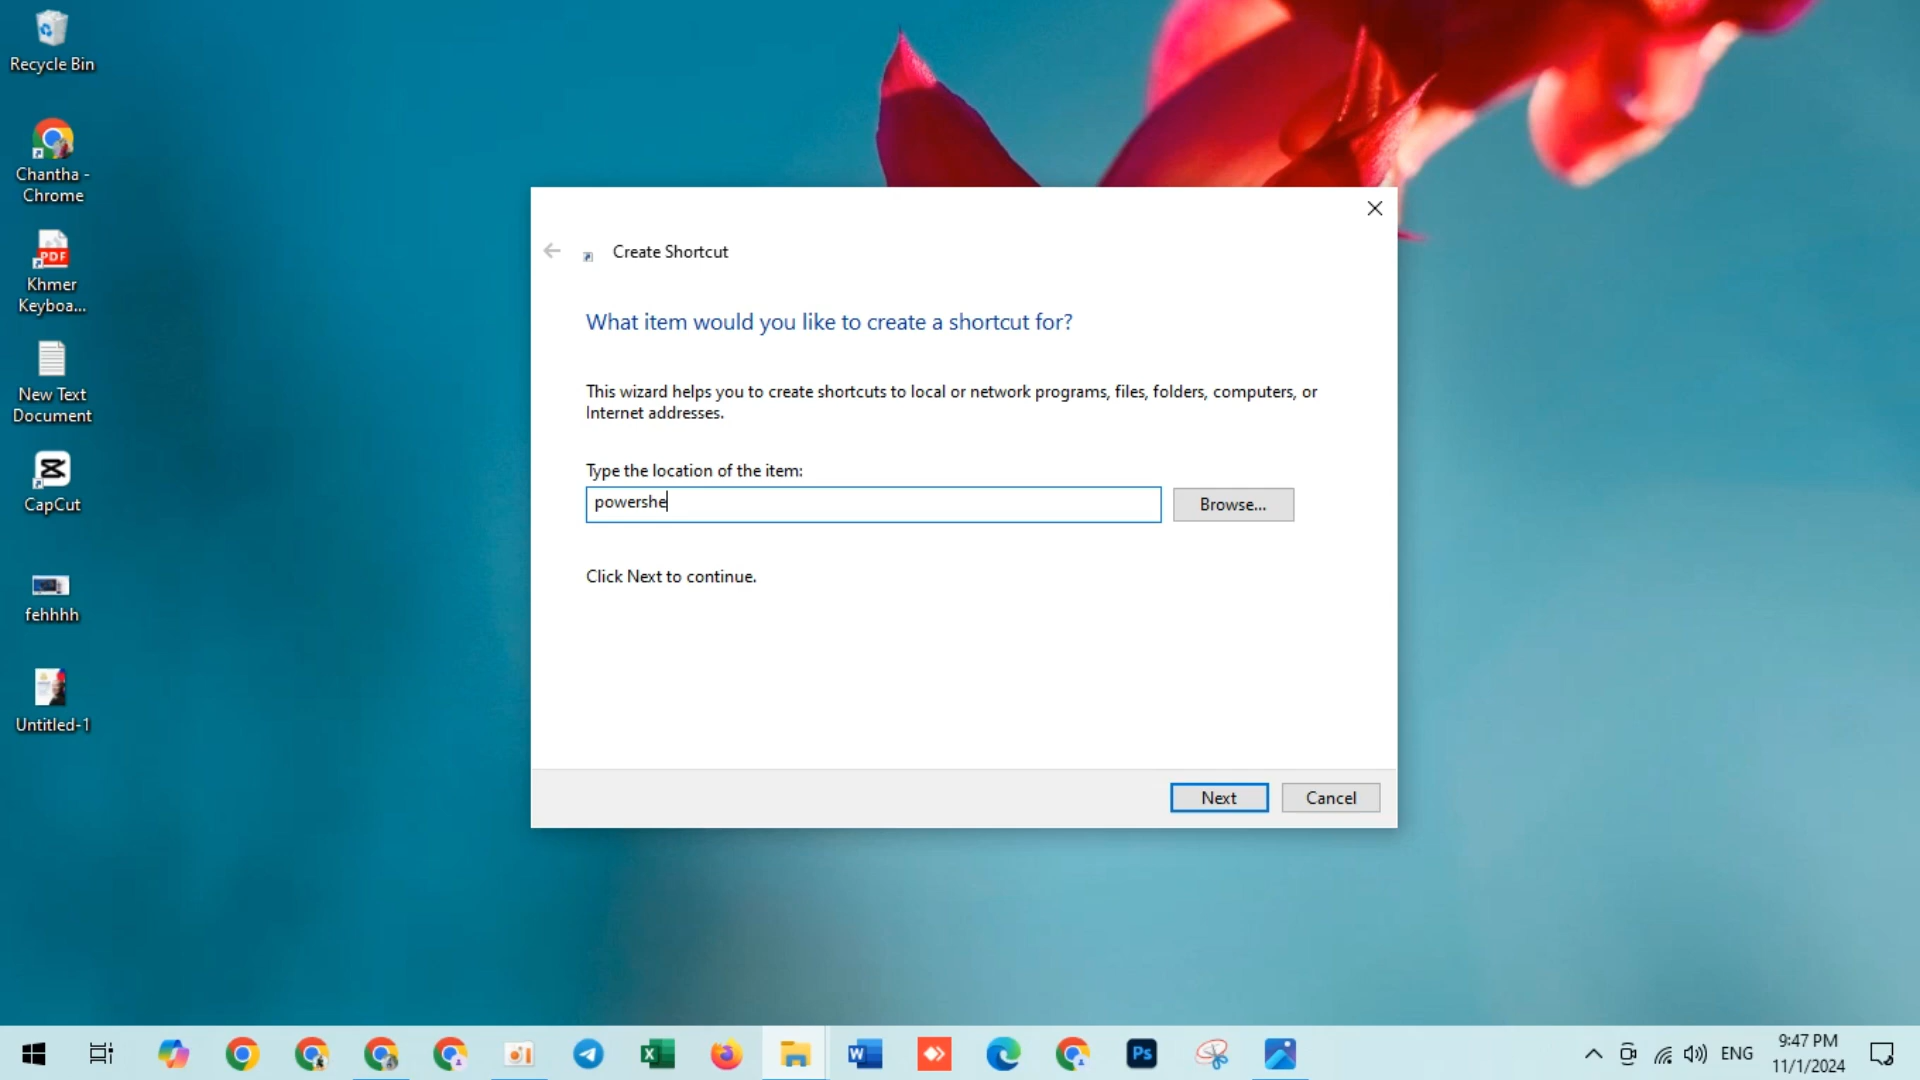 Recycle Bin
Chantha -
Chrome
PDF
Khmer
Keyboa...
New Text
Document
CapCut
fehhhh
Untitled-1
Create Shortcut
What item would you like to create a shortcut for?
This wizard helps you to create shortcuts to local or network programs, files, folders, computers, or
Internet addresses.
Type the location of the item:
powershe
Browse...
Click Next to continue.
Next
Cancel
Ps
ENG
9:47 PM
11/1/2024